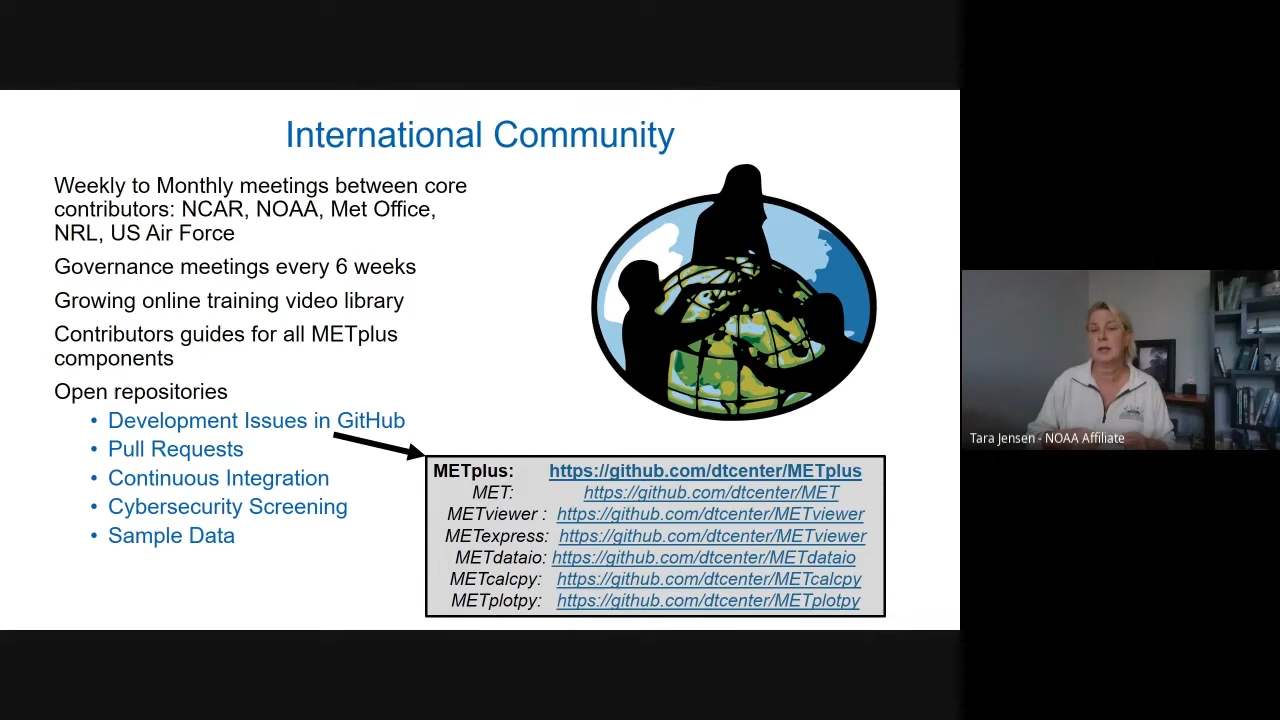 International Community
Weekly to Monthly meetings between core
contributors: NCAR, NOAA, Met Office,
NRL, US Air Force
Governance meetings every 6 weeks
Growing online training video library
Contributors guides for all METplus
components
Open repositories
• Development Issues in GitHub
• Pull Requests
• Continuous Integration
• Cybersecurity Screening
• Sample Data
METplus: https://github.com/dtcenter/METplus
MET: https://github.com/dtcenter/MET
METviewer : https://github.com/dtcenter/METviewer
METexpress: https://github.com/dtcenter/METviewer
METdataio: https://github.com/dtcenter/METdataio
METcalcpy: https://github.com/dtcenter/METcalcpy
METplotpy: https://github.com/dtcenter/METplotpy
Tara Jensen - NOAA Affiliate